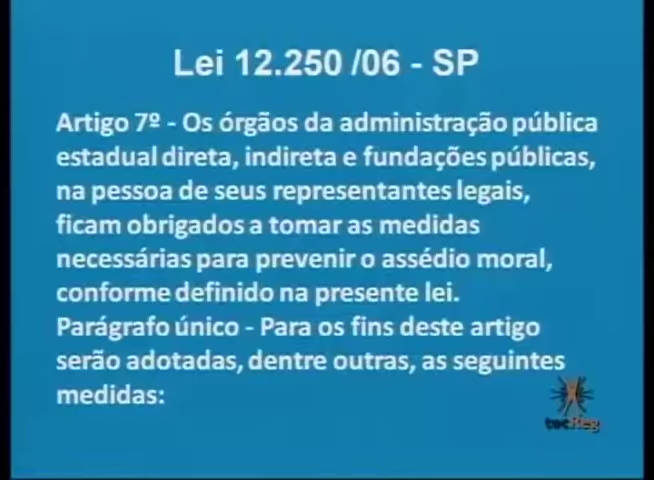 Lei 12.250 /06 - SP
Artigo 7º - Os órgãos da administração pública
estadual direta, indireta e fundações públicas,
na pessoa de seus representantes legais,
ficam obrigados a tomar as medidas
necessárias para prevenir o assédio moral,
conforme definido na presente lei.
Parágrafo único - Para os fins deste artigo
serão adotadas, dentre outras, as seguintes
medidas:
tecReg